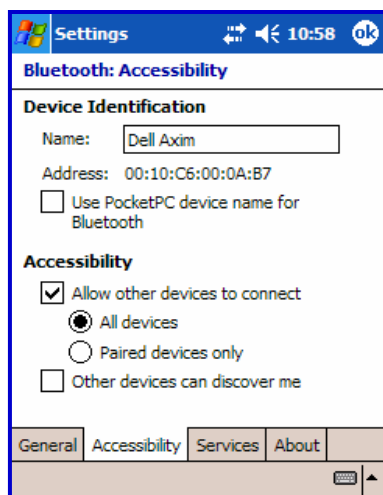 Settings 10:58 ok
Bluetooth: Accessibility
Device Identification
Name: Dell Axim
Address: 00:10:C6:00:0A:B7
Use PocketPC device name for
Bluetooth
Accessibility
Allow other devices to connect
All devices
Paired devices only
Other devices can discover me
General Accessibility Services About